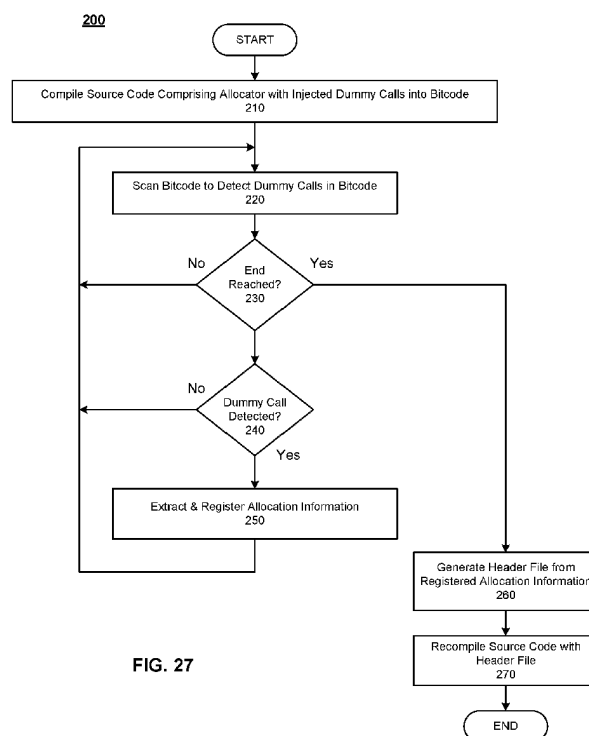 200
START
Compile Source Code Comprising Allocator with Injected Dummy Calls into Bitcode
210
Scan Bitcode to Detect Dummy Calls in Bitcode
220
No
Yes
End
Reached?
230
No
Dummy Call
Detected?
240
Yes
Extract & Register Allocation Information
250
Generate Header File from
Registered Allocation Information
260
Recompile Source Code with
Header File
270
FIG. 27
END